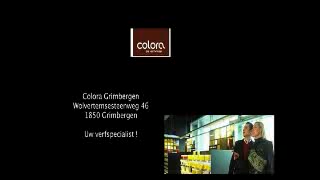 colora
Colora Grimbergen
Wolvertemsesteenweg 46
1850 Grimbergen
Uw verfspecialist !